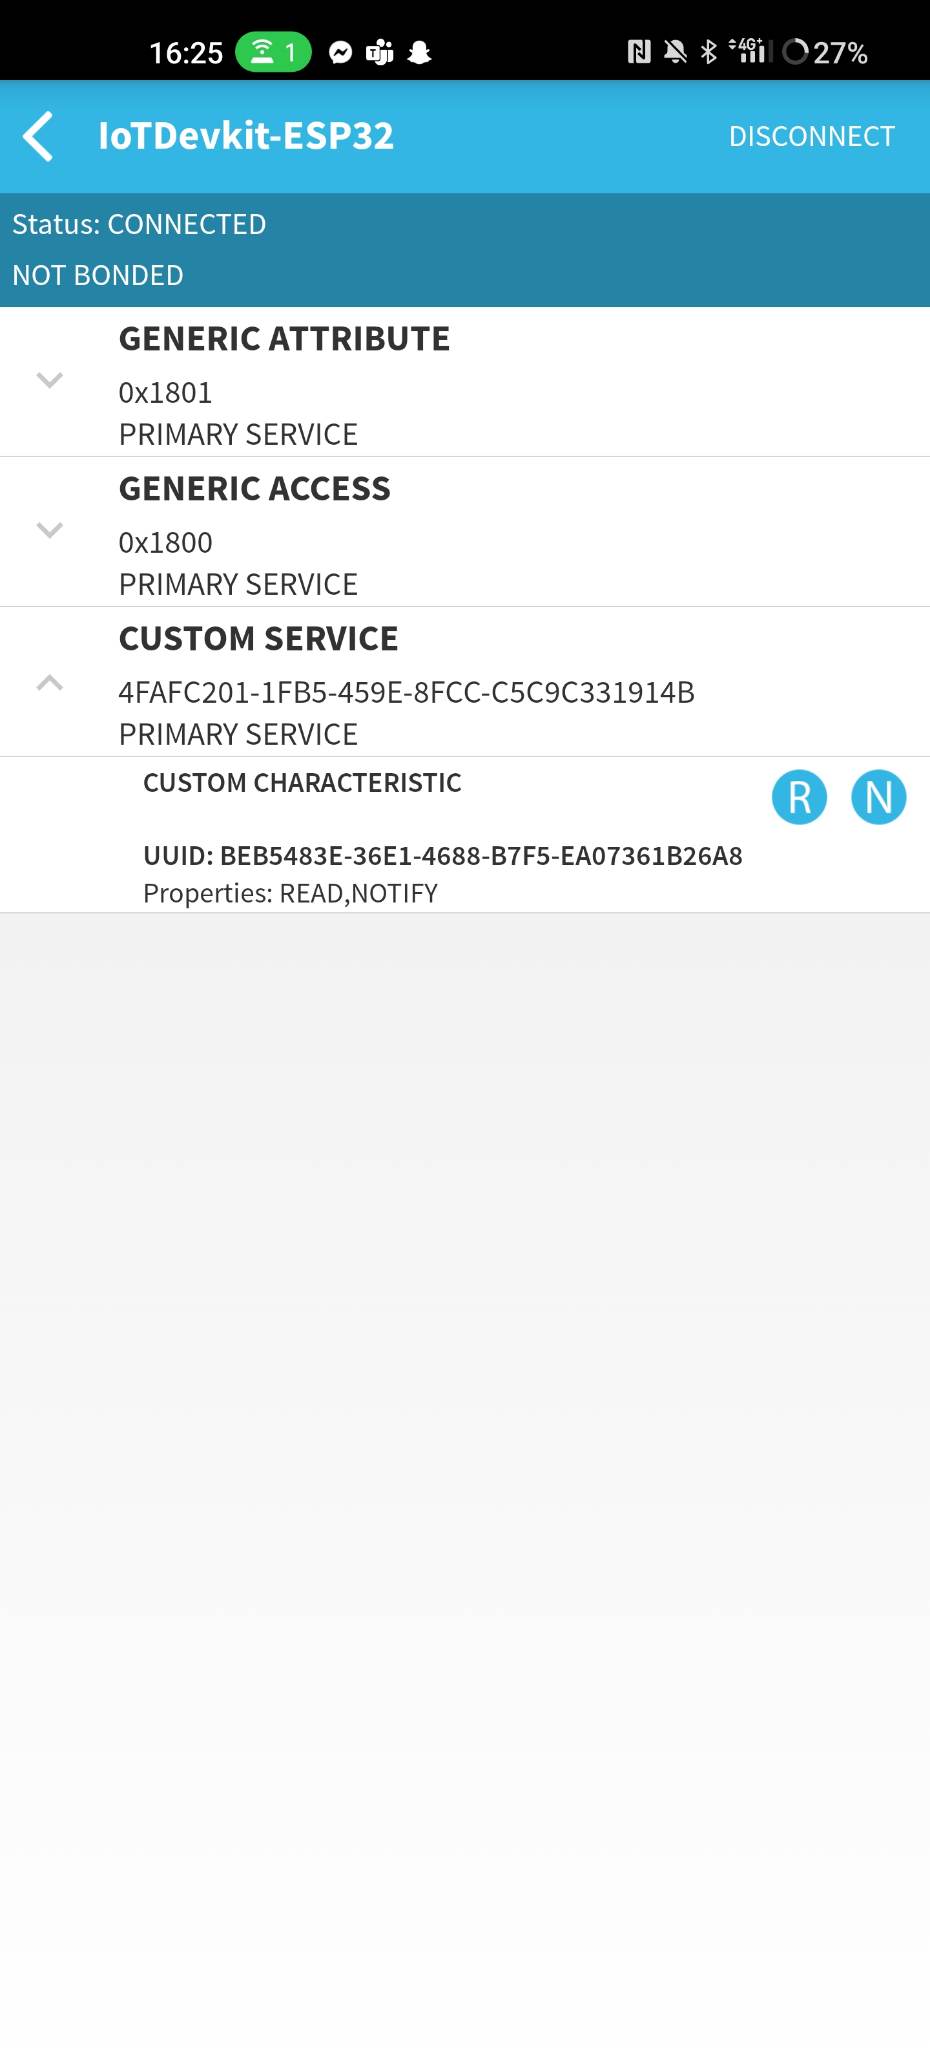 16:25 1 4G+ 27%
IoTDevkit-ESP32 DISCONNECT
Status: CONNECTED
NOT BONDED
GENERIC ATTRIBUTE
0x1801
PRIMARY SERVICE
GENERIC ACCESS
0x1800
PRIMARY SERVICE
CUSTOM SERVICE
4FAFC201-1FB5-459E-8FCC-C5C9C331914B
PRIMARY SERVICE
CUSTOM CHARACTERISTIC R N
UUID: BEB5483E-36E1-4688-B7F5-EA07361B26A8
Properties: READ,NOTIFY